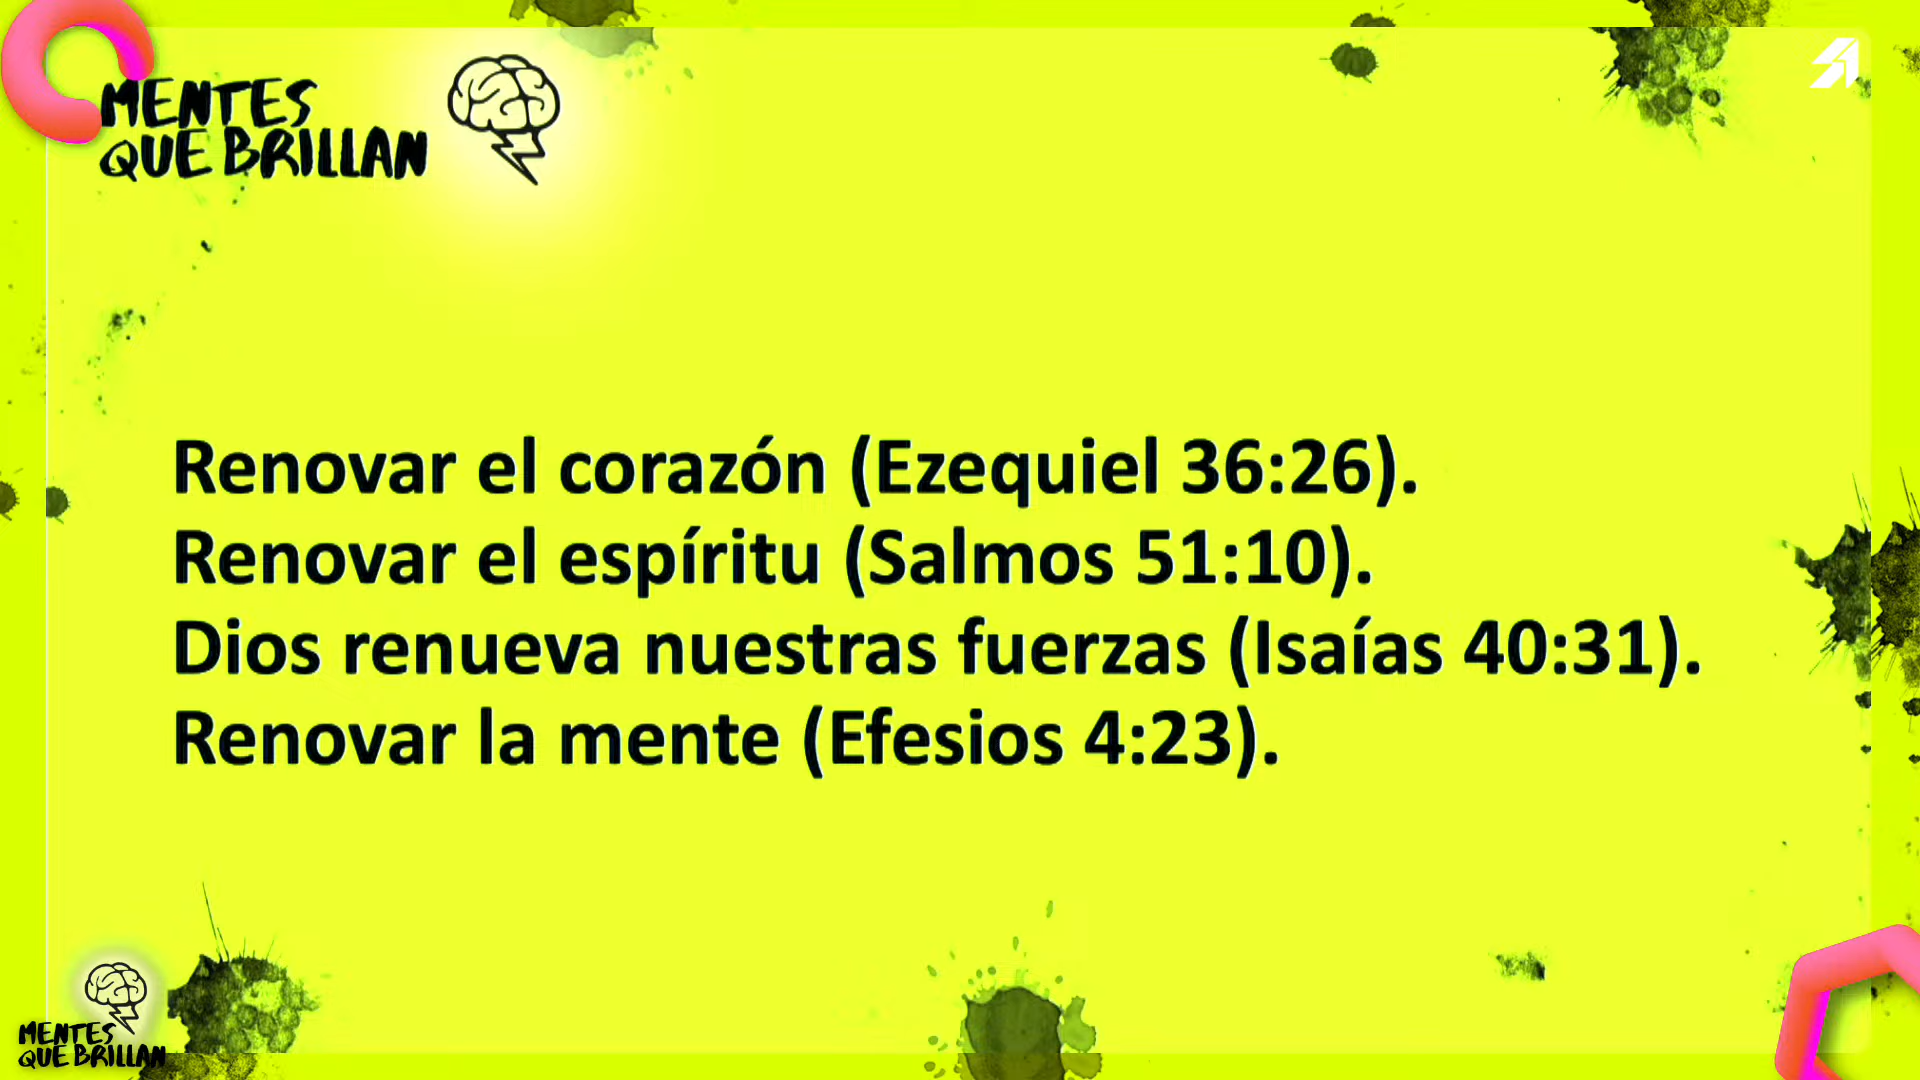 MENTES
QUE BRILLAN
Renovar el corazón (Ezequiel 36:26).
Renovar el espíritu (Salmos 51:10).
Dios renueva nuestras fuerzas (Isaías 40:31).
Renovar la mente (Efesios 4:23).
MENTES
QUE BRILLAN